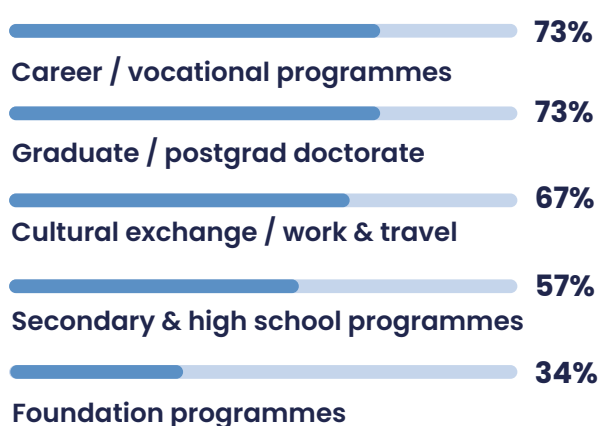 73%
Career / vocational programmes
73%
Graduate / postgrad doctorate
67%
Cultural exchange / work & travel
57%
Secondary & high school programmes
34%
Foundation programmes